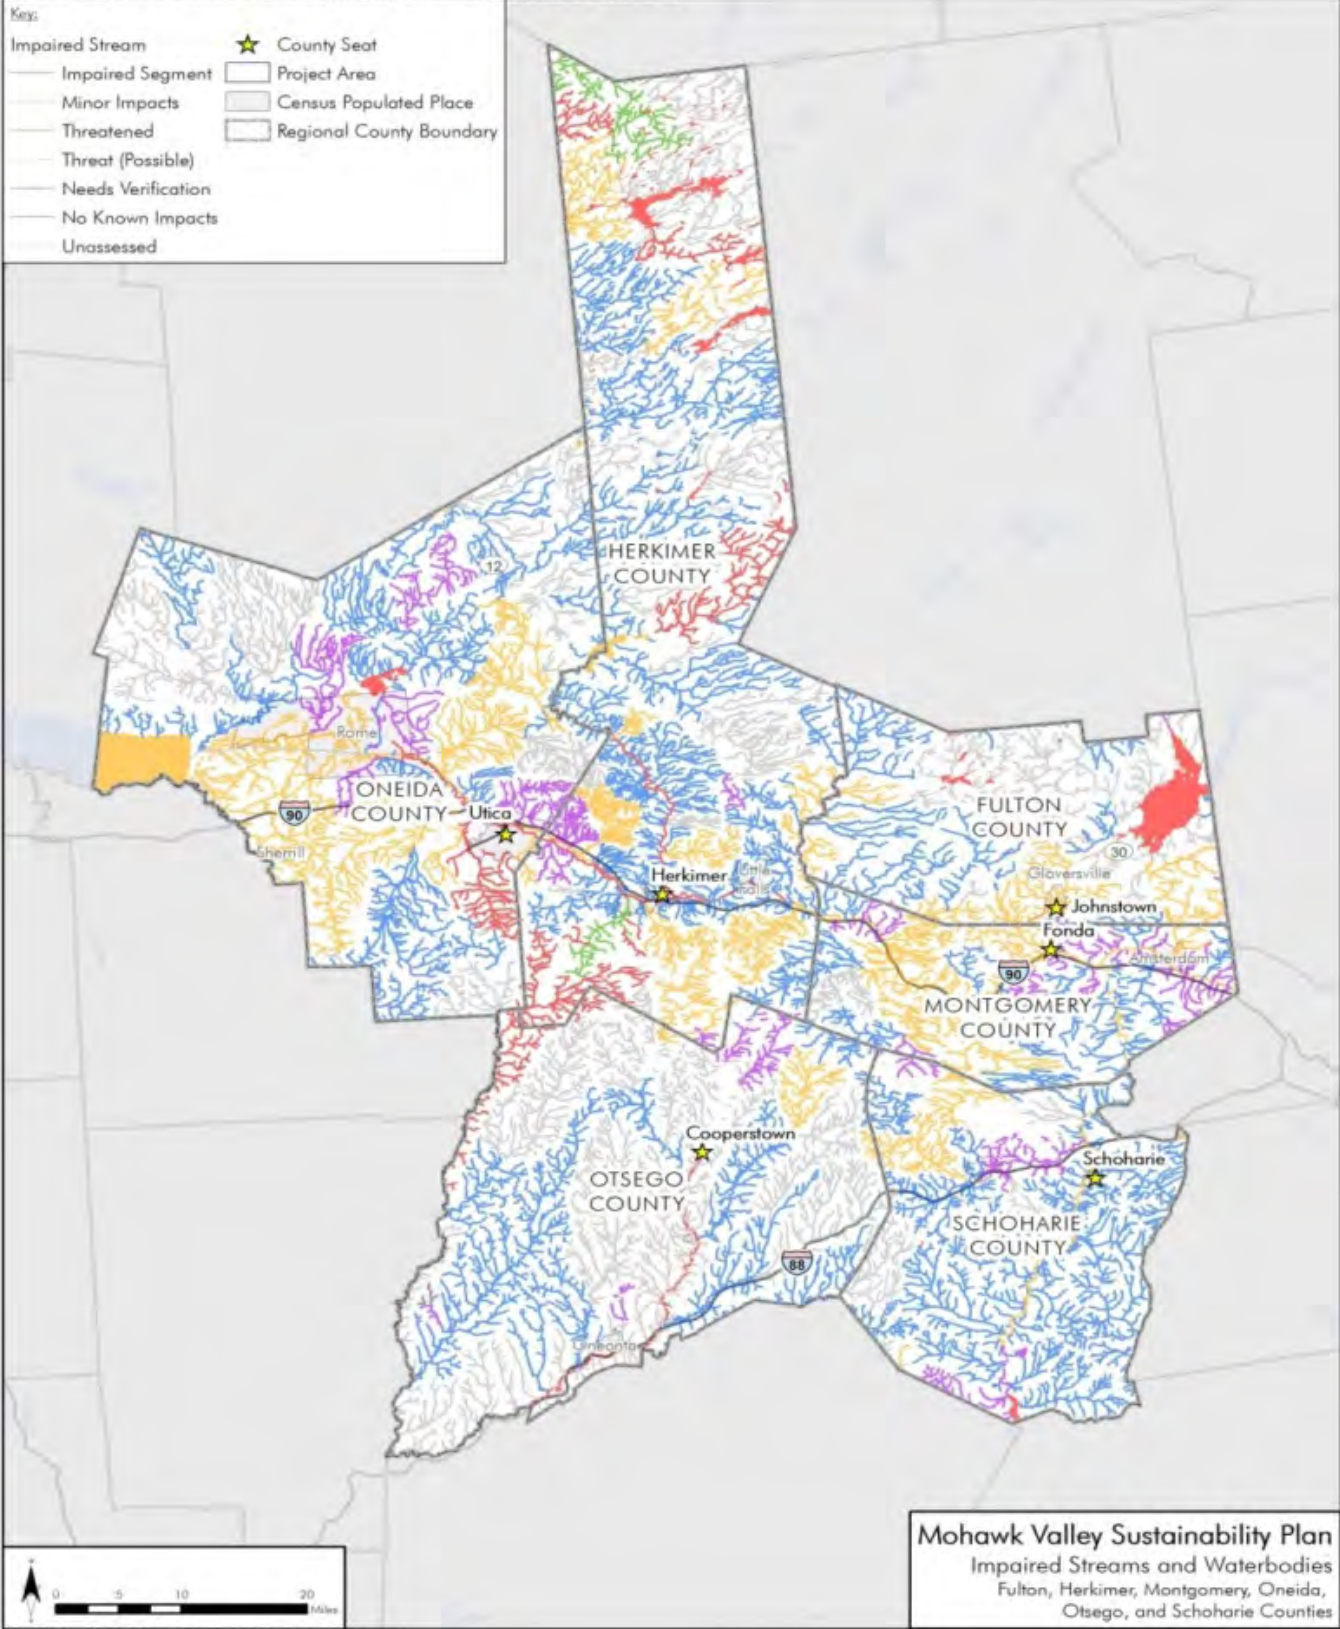 Key:
Impaired Stream
Impaired Segment
Minor Impacts
Threatened
Threat (Possible)
Needs Verification
No Known Impacts
Unassessed
County Seat
Project Area
Census Populated Place
Regional County Boundary
HERKIMER
COUNTY
12
Rome
ONEIDA
COUNTY
90
Utica
Sherrill
Herkimer
Little
Falls
FULTON
COUNTY
30
Gloversville
Johnstown
Fonda
90
Amsterdam
MONTGOMERY
COUNTY
Cooperstown
OTSEGO
COUNTY
Schoharie
SCHOHARIE
COUNTY
88
Oneonta
0 5 10 20
Miles
Mohawk Valley Sustainability Plan
Impaired Streams and Waterbodies
Fulton, Herkimer, Montgomery, Oneida,
Otsego, and Schoharie Counties